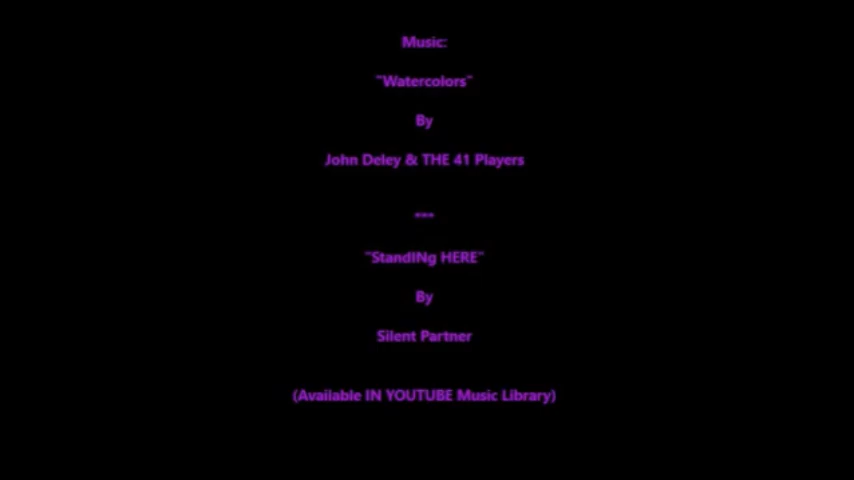 Music:
"Watercolors"
By
John Deley & THE 41 Players
---
"StandINg HERE"
By
Silent Partner
(Available IN YOUTUBE Music Library)